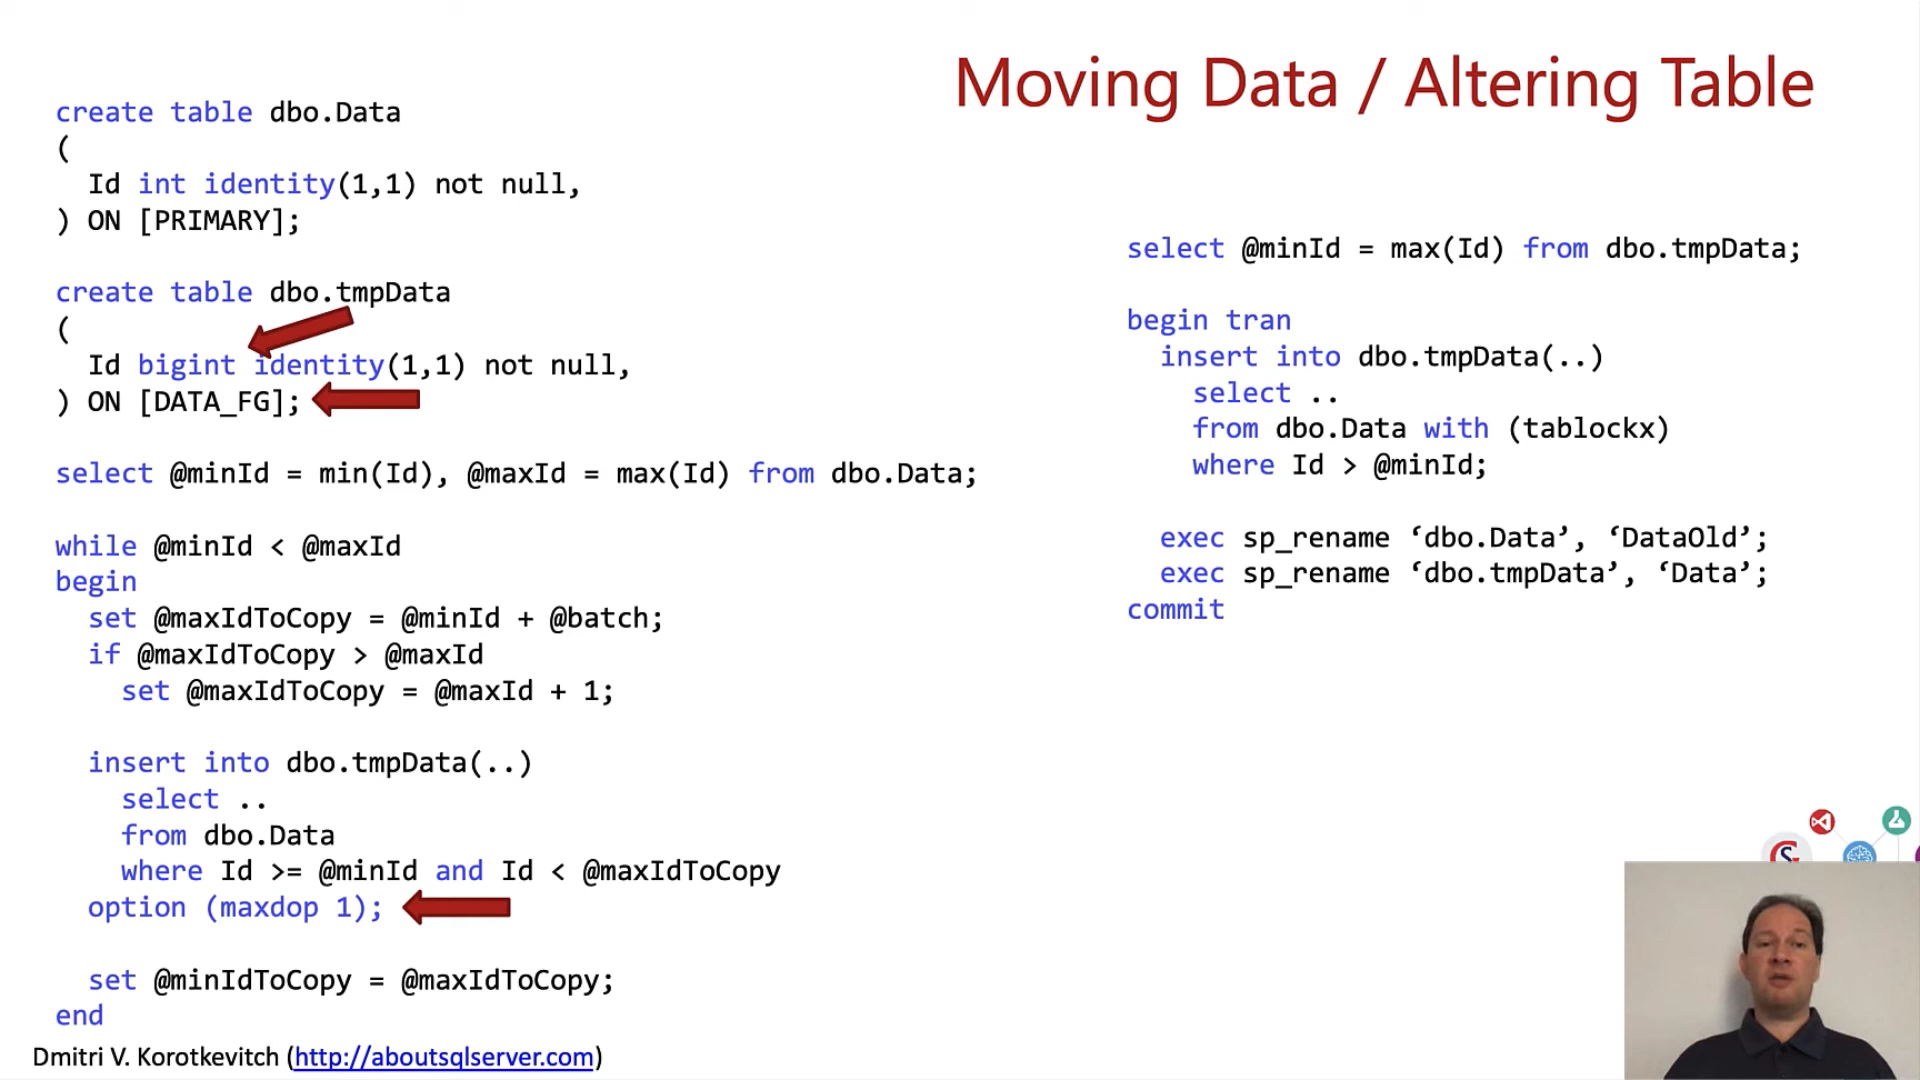 Moving Data / Altering Table
create table dbo.Data
(
Id int identity(1,1) not null,
) ON [PRIMARY];
create table dbo.tmpData
(
Id bigint identity(1,1) not null,
) ON [DATA_FG];
select @minId = min(Id), @maxId = max(Id) from dbo.Data;
while @minId < @maxId
begin
set @maxIdToCopy = @minId + @batch;
if @maxIdToCopy > @maxId
set @maxIdToCopy = @maxId + 1;
insert into dbo.tmpData(..)
select ..
from dbo.Data
where Id >= @minId and Id < @maxIdToCopy
option (maxdop 1);
set @minIdToCopy = @maxIdToCopy;
end
select @minId = max(Id) from dbo.tmpData;
begin tran
insert into dbo.tmpData(..)
select ..
from dbo.Data with (tablockx)
where Id > @minId;
exec sp_rename ‘dbo.Data’, ‘DataOld’;
exec sp_rename ‘dbo.tmpData’, ‘Data’;
commit
Dmitri V. Korotkevitch (http://aboutsqlserver.com)